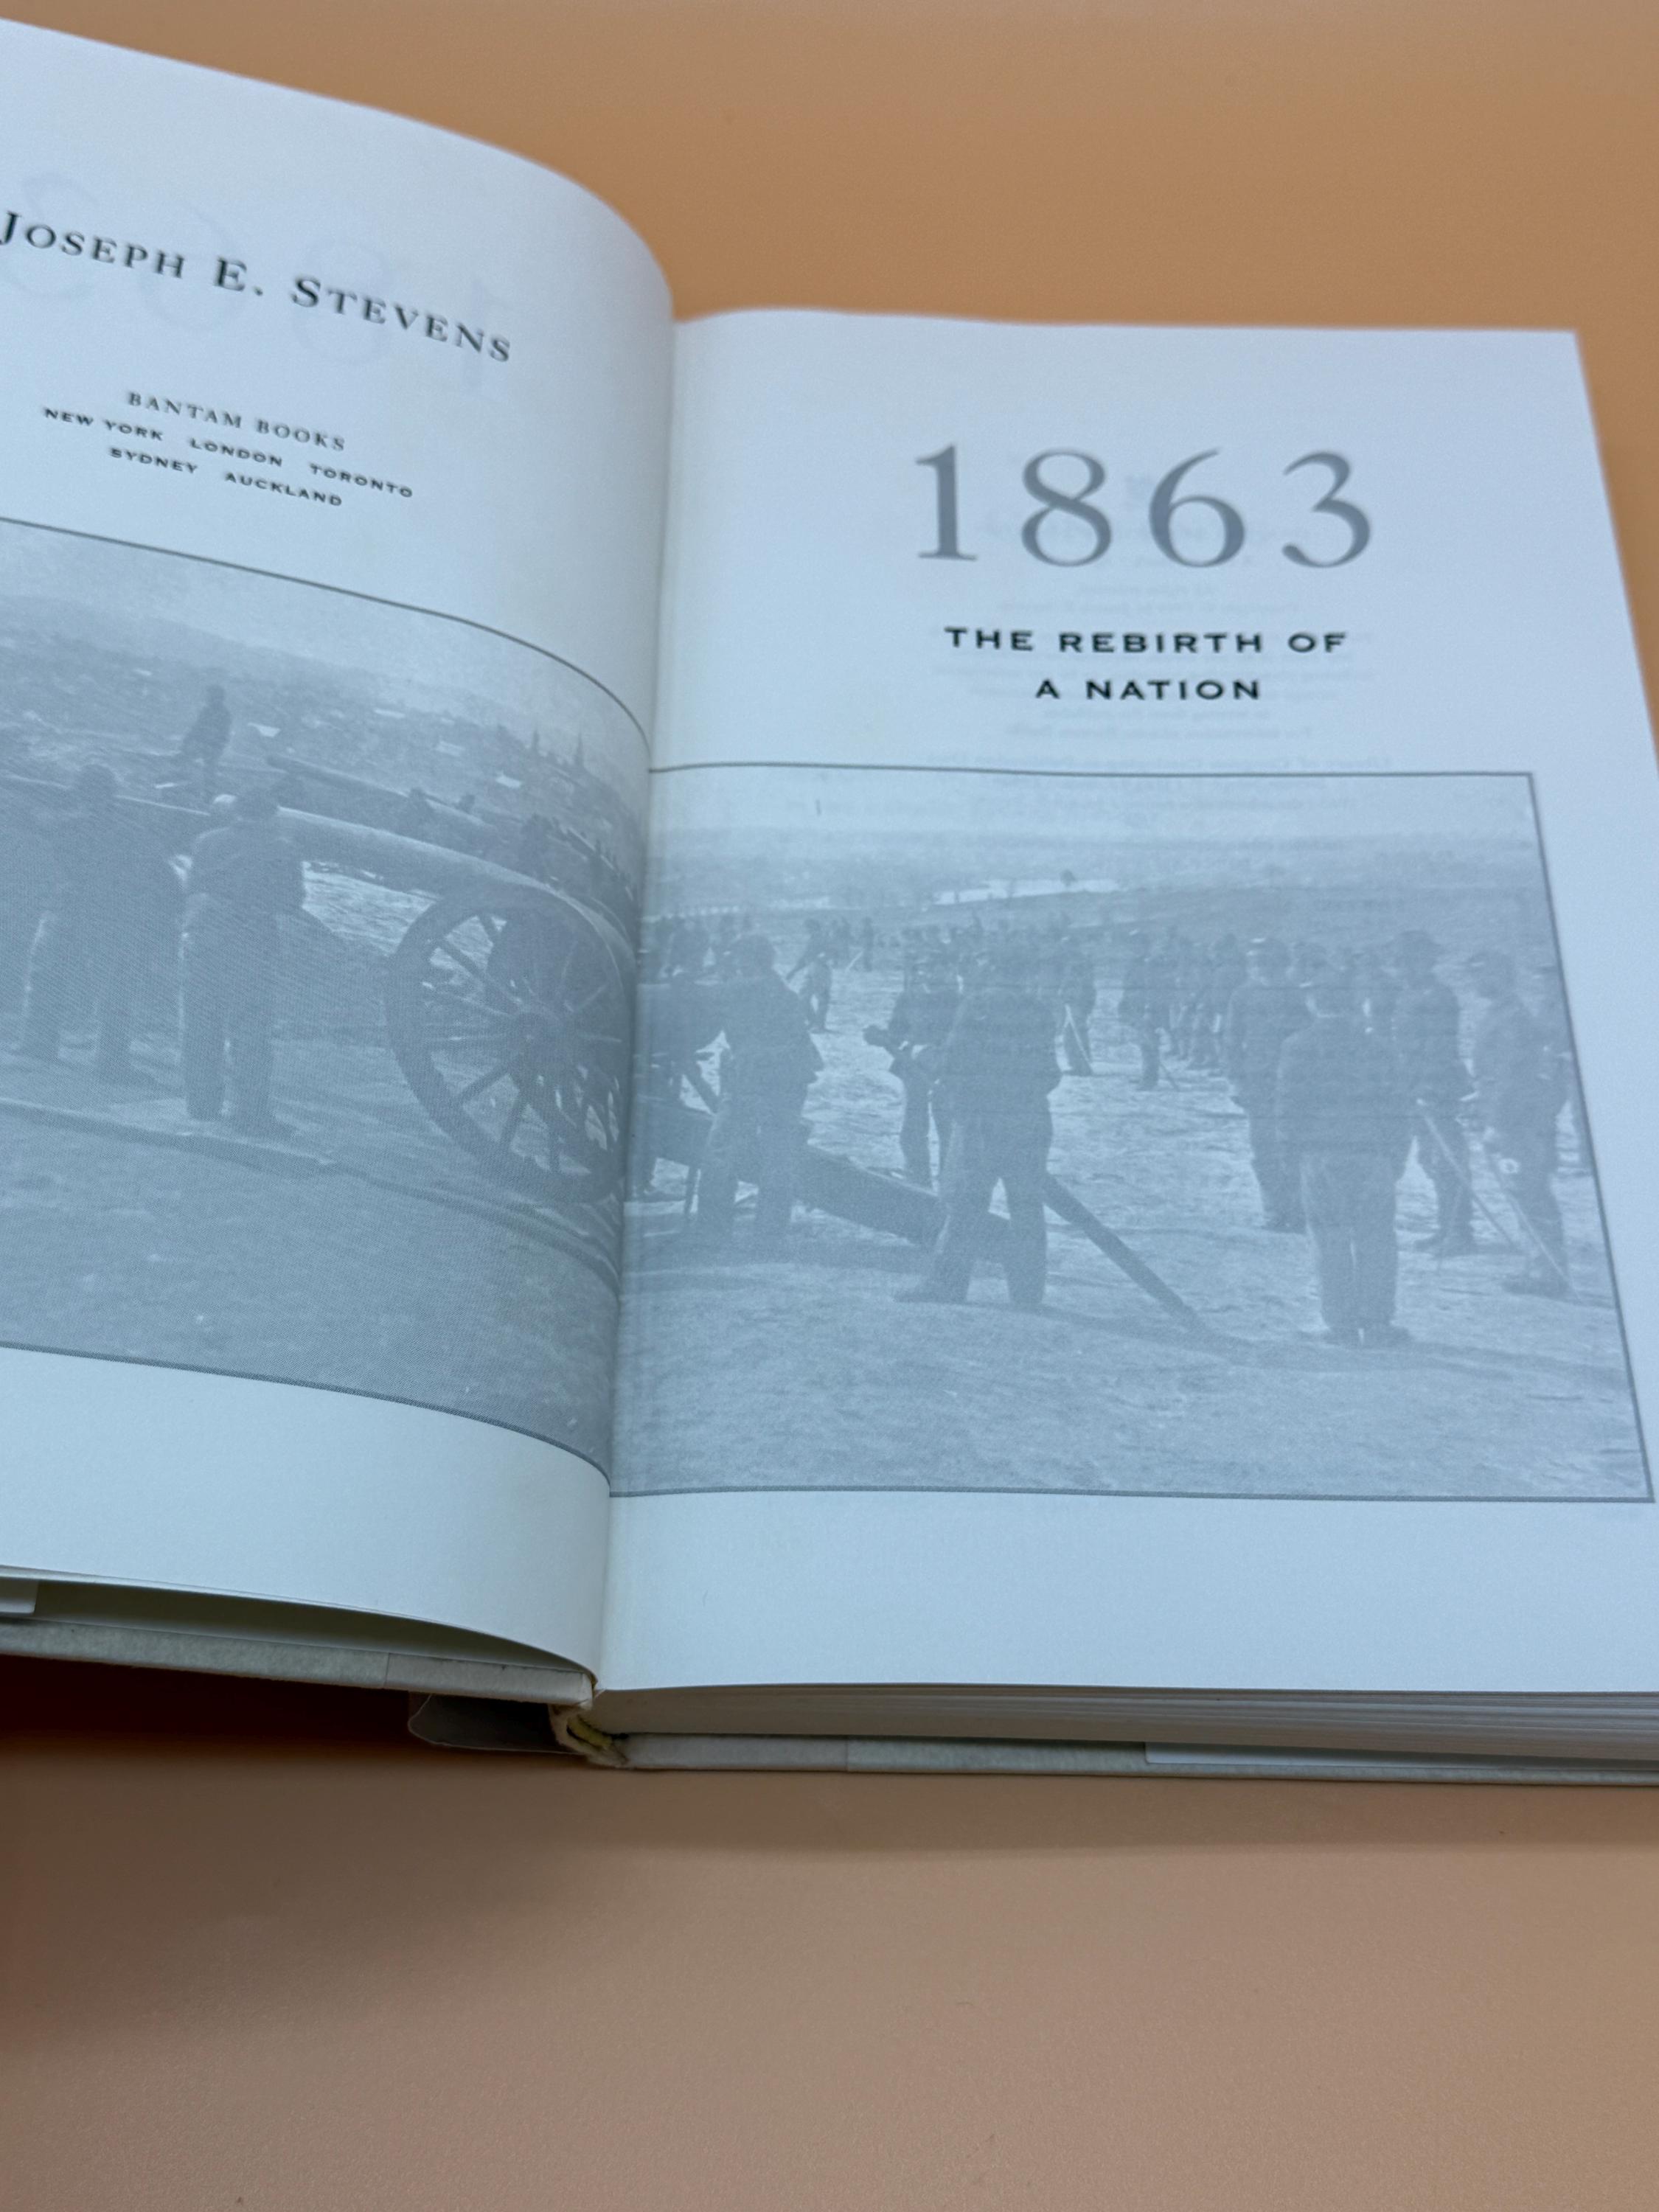 JOSEPH E. STEVENS
BANTAM BOOKS
NEW YORK LONDON TORONTO
SYDNEY AUCKLAND
1863
THE REBIRTH OF
A NATION